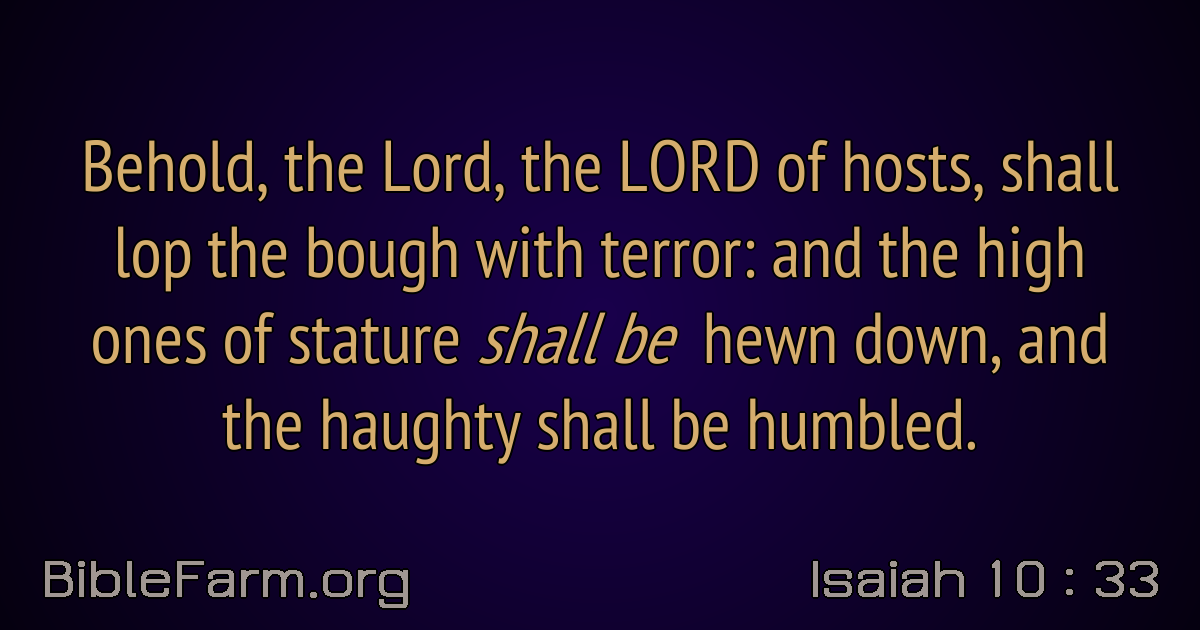 Behold, the Lord, the LORD of hosts, shall
lop the bough with terror: and the high
ones of stature shall be hewn down, and
the haughty shall be humbled.
BibleFarm.org
Isaiah 10 : 33